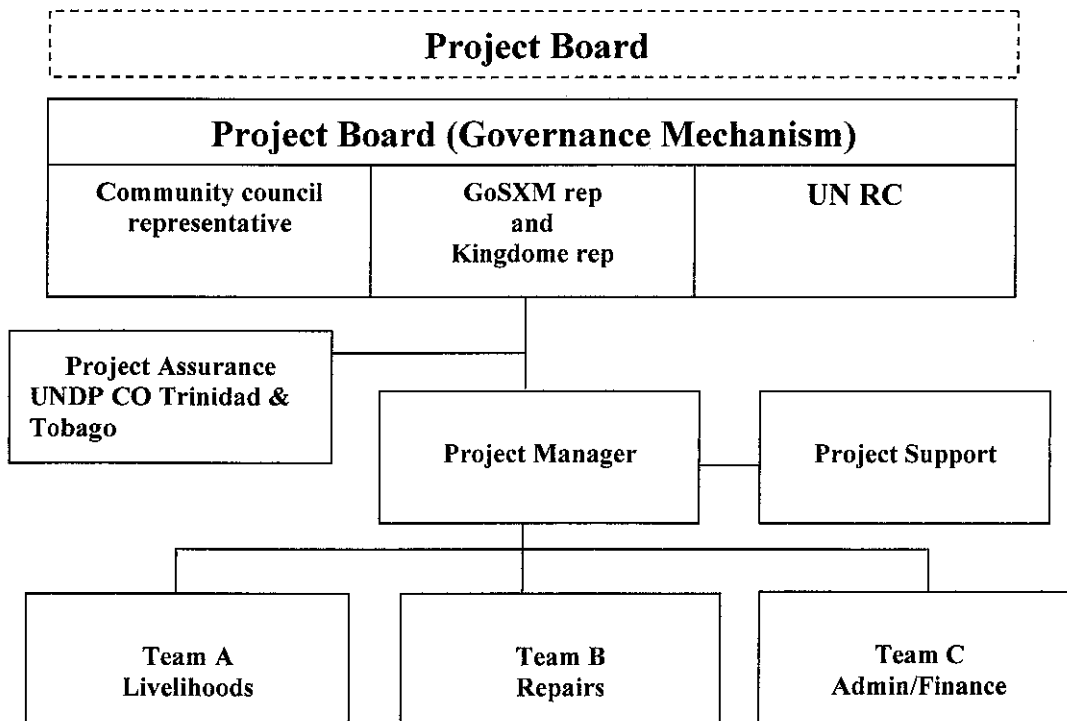 Project Board
Project Board (Governance Mechanism)
Community council
representative
GoSXM rep
and
Kingdome rep
UN RC
Project Assurance
UNDP CO Trinidad &
Tobago
Project Manager
Project Support
Team A
Livelihoods
Team B
Repairs
Team C
Admin/Finance